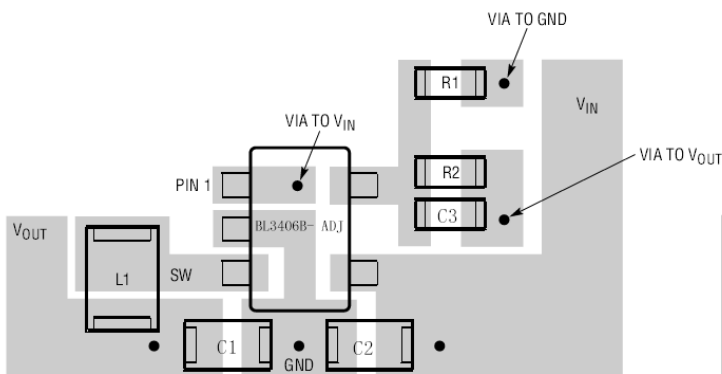 VIA TO GND
R1
VIN
VIA TO VIN
VIA TO VOUT
PIN 1
R2
BL3406B- ADJ
C3
VOUT
L1
SW
C1
GND
C2